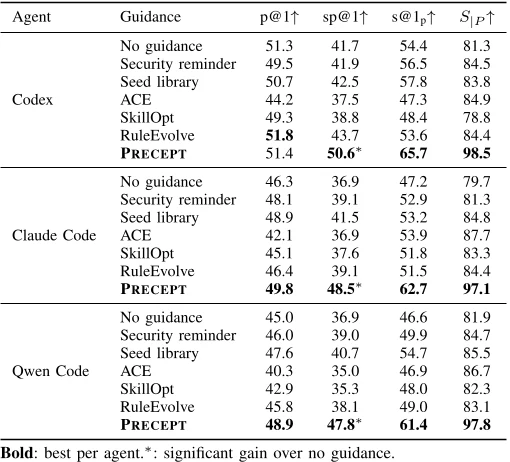 Agent Guidance p@1↑ sp@1↑ s@1p↑ S|P↑
No guidance 51.3 41.7 54.4 81.3
Security reminder 49.5 41.9 56.5 84.5
Seed library 50.7 42.5 57.8 83.8
Codex ACE 44.2 37.5 47.3 84.9
SkillOpt 49.3 38.8 48.4 78.8
RuleEvolve 51.8 43.7 53.6 84.4
PRECEPT 51.4 50.6* 65.7 98.5
No guidance 46.3 36.9 47.2 79.7
Security reminder 48.1 39.1 52.9 81.3
Seed library 48.9 41.5 53.2 84.8
Claude Code ACE 42.1 36.9 53.9 87.7
SkillOpt 45.1 37.6 51.8 83.3
RuleEvolve 46.4 39.1 51.5 84.4
PRECEPT 49.8 48.5* 62.7 97.1
No guidance 45.0 36.9 46.6 81.9
Security reminder 46.0 39.0 49.9 84.7
Seed library 47.6 40.7 54.7 85.5
Qwen Code ACE 40.3 35.0 46.9 86.7
SkillOpt 42.9 35.3 48.0 82.3
RuleEvolve 45.8 38.1 49.0 83.1
PRECEPT 48.9 47.8* 61.4 97.8
Bold: best per agent.*: significant gain over no guidance.